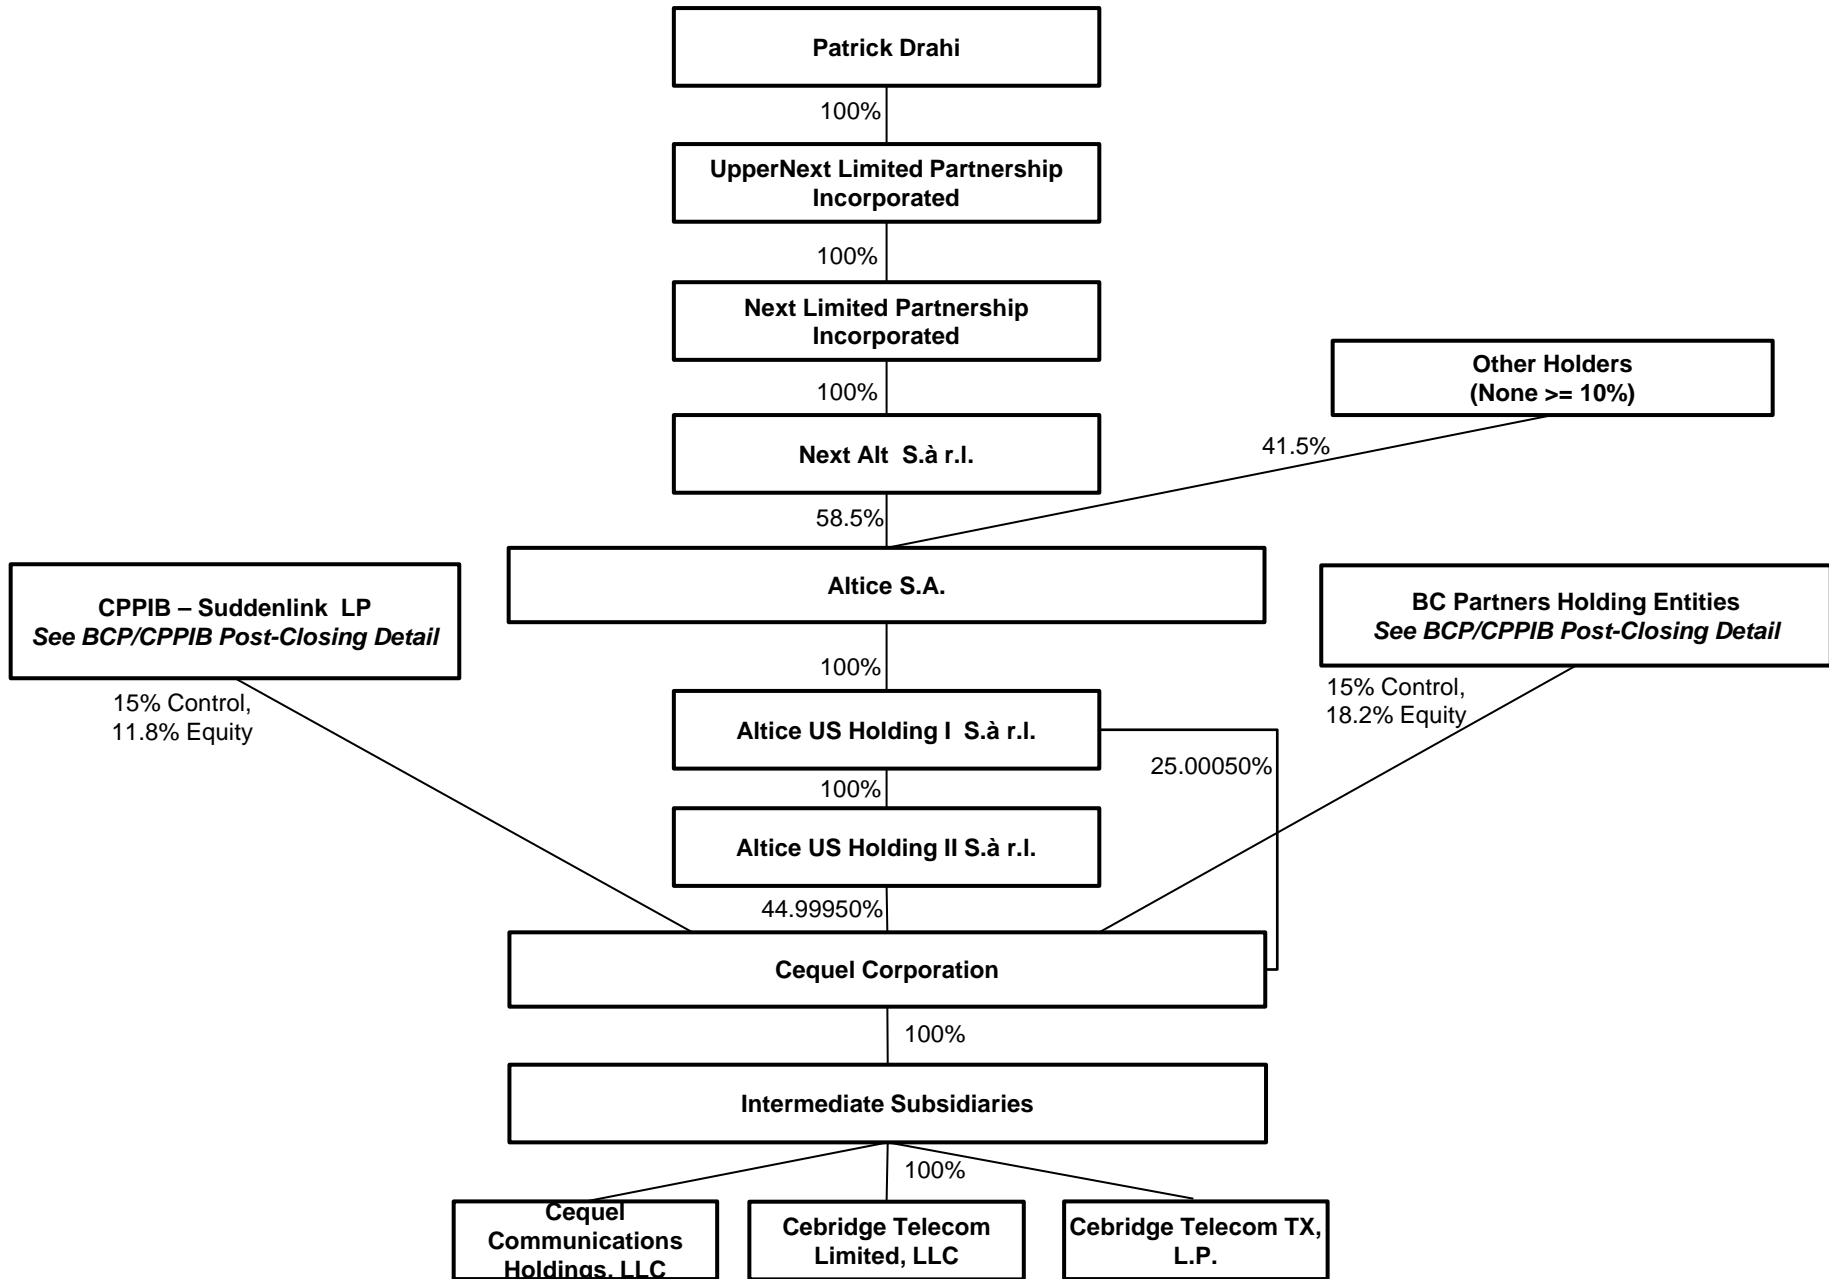 Patrick Drahi
100%
UpperNext Limited Partnership
Incorporated
100%
Next Limited Partnership
Incorporated
100%
Other Holders
(None >= 10%)
Next Alt S.à r.l.
41.5%
58.5%
Altice S.A.
CPPIB – Suddenlink LP
See BCP/CPPIB Post-Closing Detail
BC Partners Holding Entities
See BCP/CPPIB Post-Closing Detail
100%
15% Control,
11.8% Equity
15% Control,
18.2% Equity
Altice US Holding I S.à r.l.
25.00050%
100%
Altice US Holding II S.à r.l.
44.99950%
Cequel Corporation
100%
Intermediate Subsidiaries
100%
Cequel
Communications
Holdings, LLC
Cebridge Telecom
Limited, LLC
Cebridge Telecom TX,
L.P.